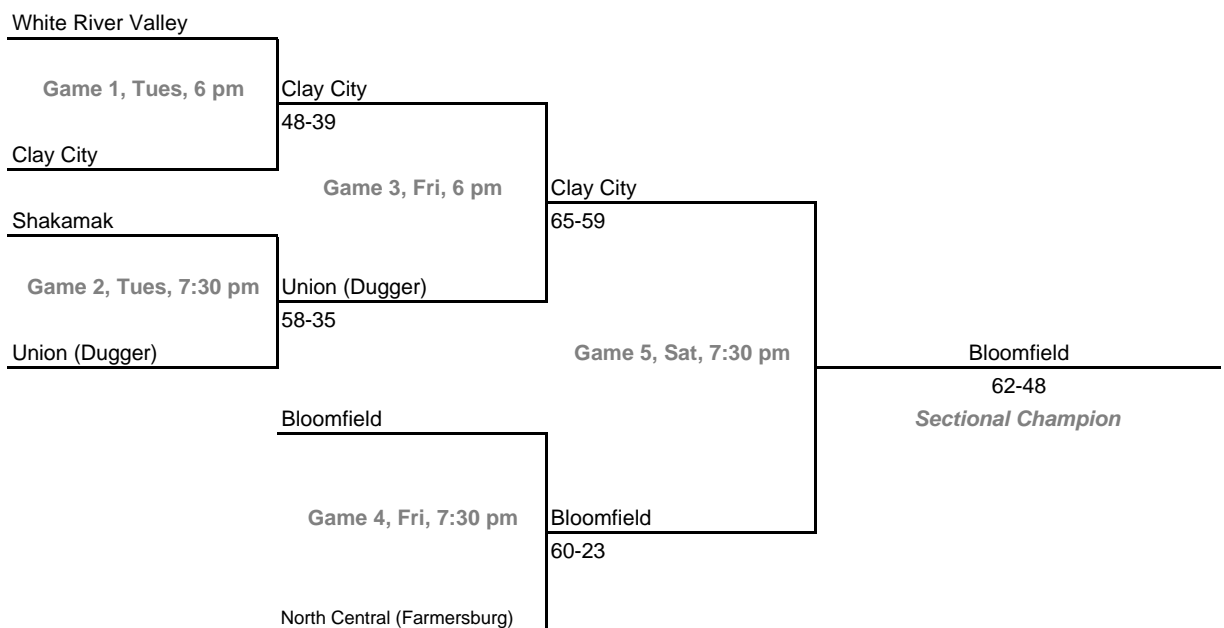 White River Valley
Game 1, Tues, 6 pm
Clay City
48-39
Clay City
Game 3, Fri, 6 pm
Clay City
65-59
Shakamak
Game 2, Tues, 7:30 pm
Union (Dugger)
58-35
Union (Dugger)
Game 5, Sat, 7:30 pm
Bloomfield
62-48
Sectional Champion
Bloomfield
Game 4, Fri, 7:30 pm
Bloomfield
60-23
North Central (Farmersburg)